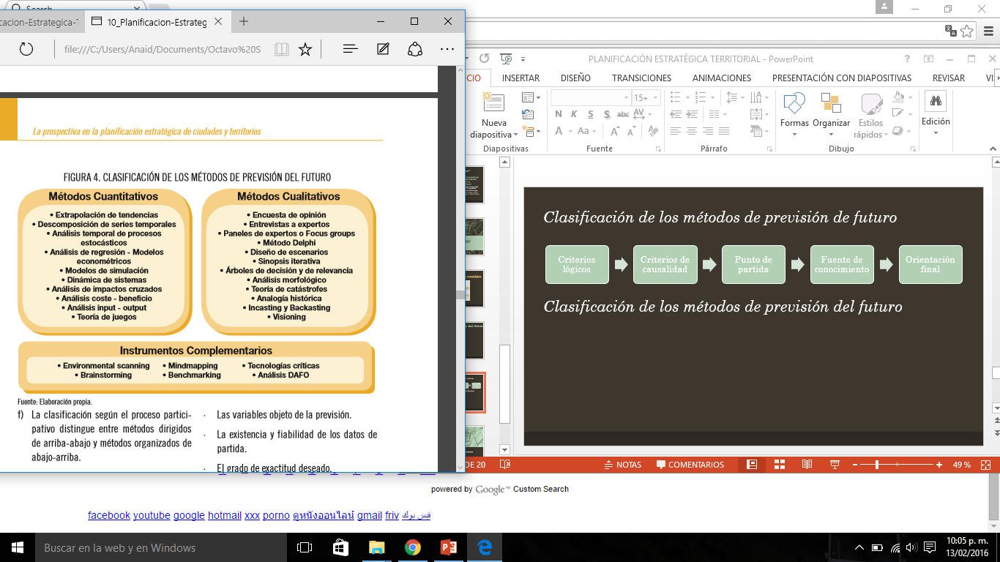 Search
cacion-Estrategica-T
10_Planificacion-Estrateg
file:///C:/Users/Anaid/Documents/Octavo%20S
La prospectiva en la planificación estratégica de ciudades y territorios
FIGURA 4. CLASIFICACIÓN DE LOS MÉTODOS DE PREVISIÓN DEL FUTURO
Métodos Cuantitativos
• Extrapolación de tendencias
• Descomposición de series temporales
• Análisis temporal de procesos
estocásticos
• Análisis de regresión - Modelos
econométricos
• Modelos de simulación
• Dinámica de sistemas
• Análisis de impactos cruzados
• Análisis coste - beneficio
• Análisis input - output
• Teoría de juegos
Métodos Cualitativos
• Encuesta de opinión
• Entrevistas a expertos
• Paneles de expertos o Focus groups
• Método Delphi
• Diseño de escenarios
• Sinopsis iterativa
• Árboles de decisión y de relevancia
• Análisis morfológico
• Teoría de catástrofes
• Analogía histórica
• Incasting y Backasting
• Visioning
Instrumentos Complementarios
• Environmental scanning • Mindmapping • Tecnologías críticas
• Brainstorming • Benchmarking • Análisis DAFO
Fuente: Elaboración propia.
f) La clasificación según el proceso partici-
pativo distingue entre métodos dirigidos
de arriba-abajo y métodos organizados de
abajo-arriba.
· Las variables objeto de la previsión.
· La existencia y fiabilidad de los datos de
partida.
· El grado de exactitud deseado.
PLANIFICACIÓN ESTRATÉGICA TERRITORIAL - PowerPoint
CIO INSERTAR DISEÑO TRANSICIONES ANIMACIONES PRESENTACIÓN CON DIAPOSITIVAS REVISAR VI
15+
Nueva
diapositiva
N K S S abc AV
A Aa A A
Formas Organizar Estilos
rápidos
Edición
Diapositivas Fuente Párrafo Dibujo
Clasificación de los métodos de previsión de futuro
Criterios
lógicos
Criterios de
causalidad
Punto de
partida
Fuente de
conocimiento
Orientación
final
Clasificación de los métodos de previsión del futuro
DE 20 NOTAS COMENTARIOS 49 %
powered by Google™ Custom Search
facebook youtube google hotmail xxx porno ดูหนังออนไลน์ gmail friv فيس بوك
Buscar en la web y en Windows
10:05 p. m.
13/02/2016